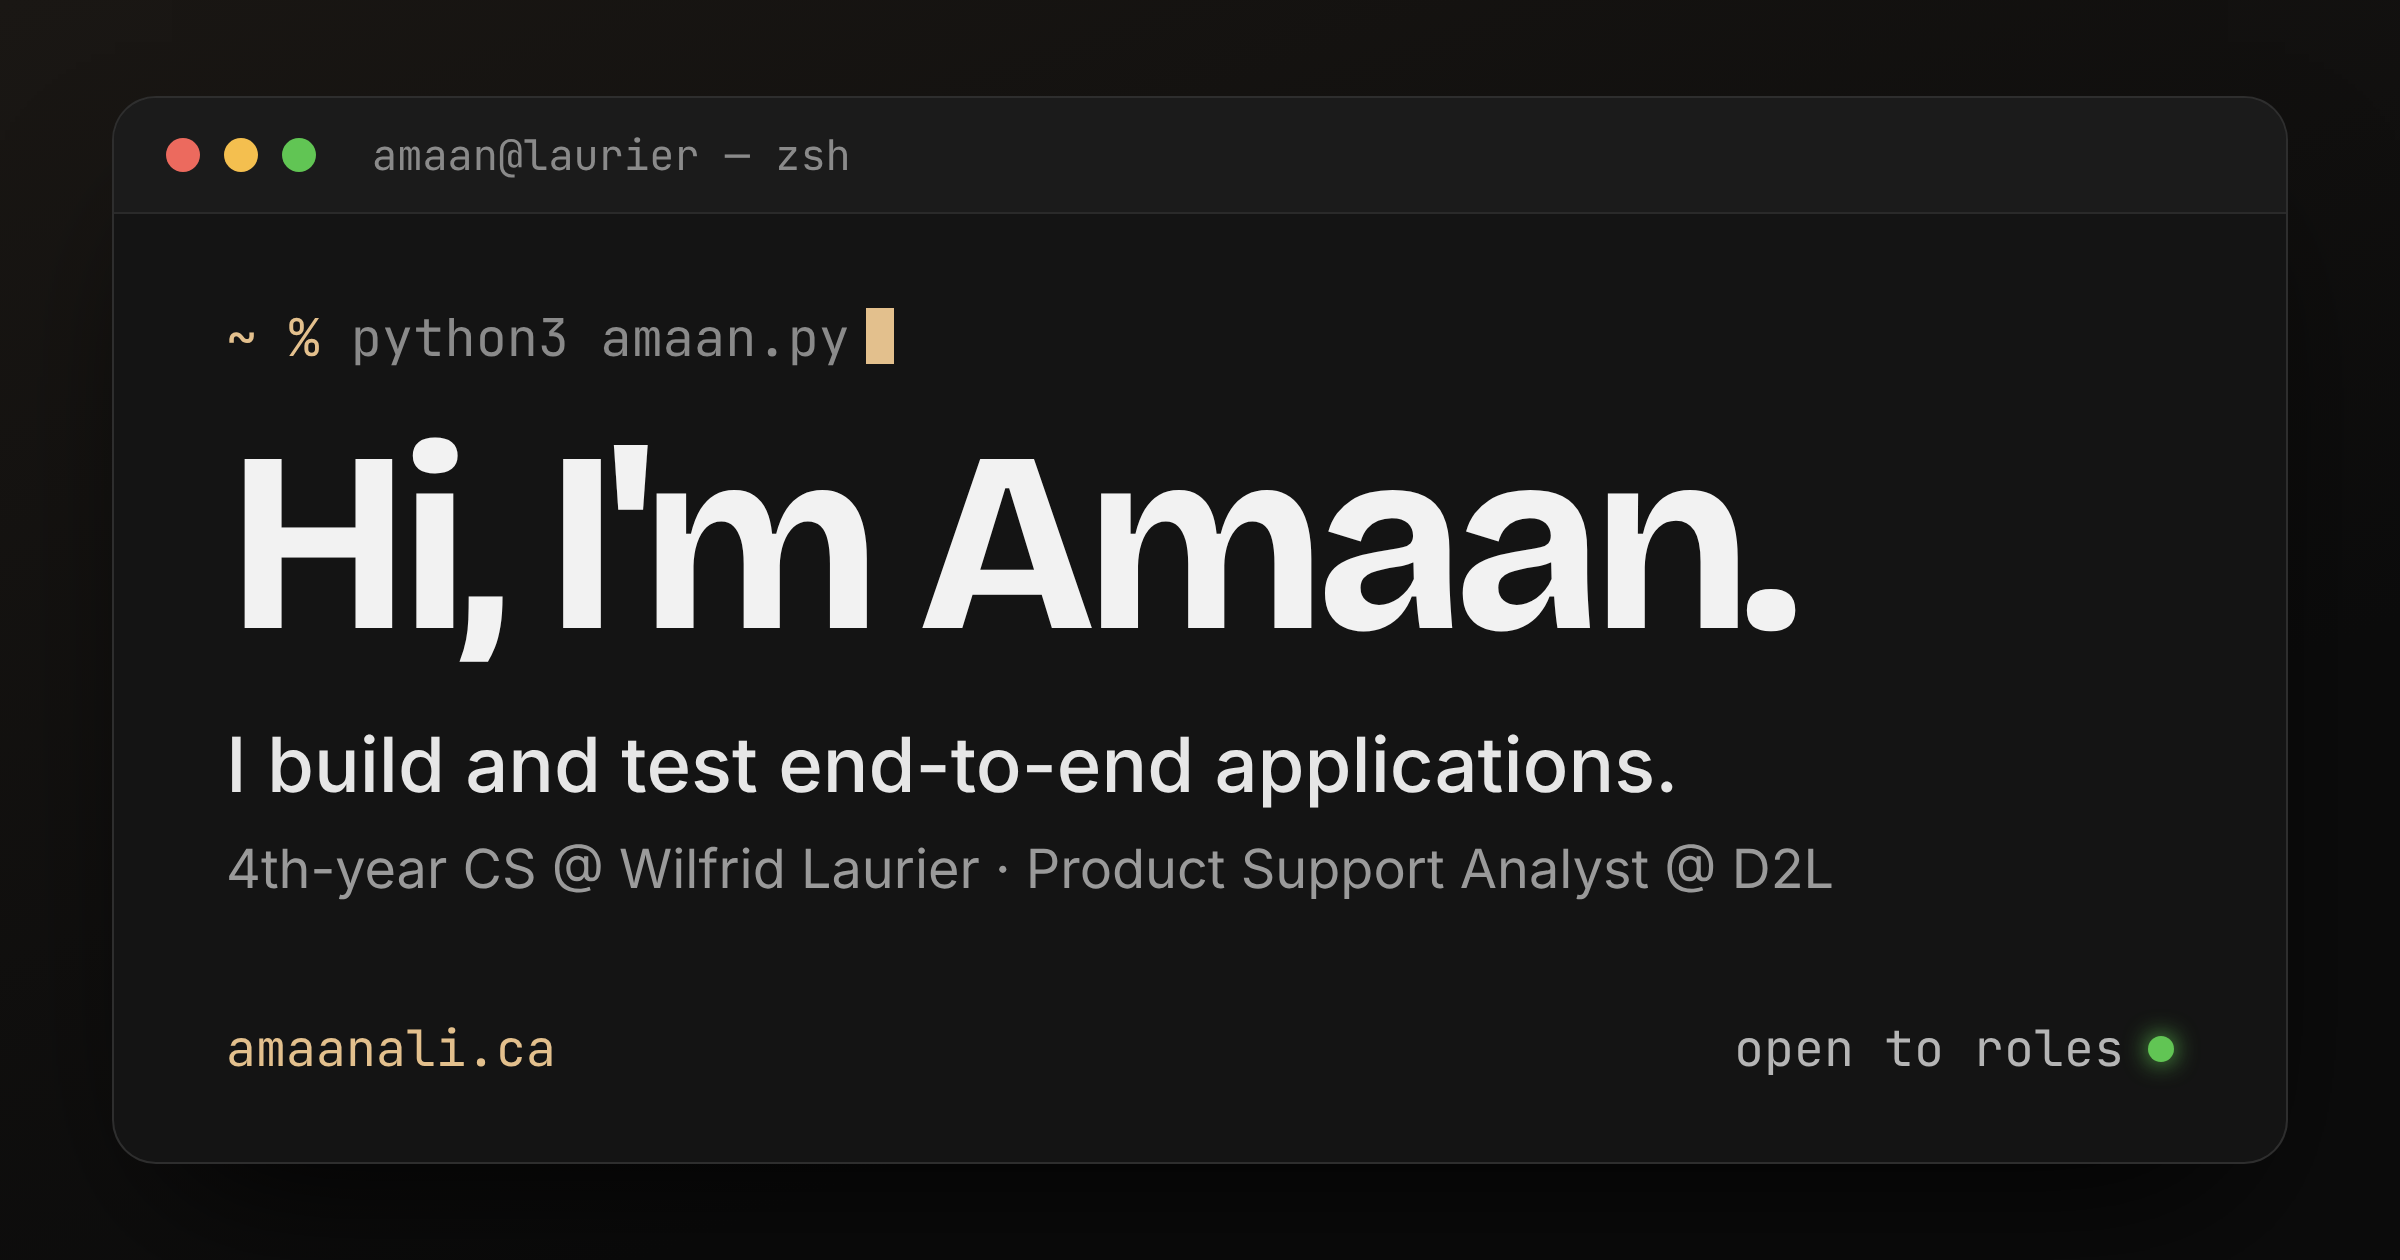 amaan@laurier — zsh
~ % python3 amaan.py
Hi, I'm Amaan.
I build and test end-to-end applications.
4th-year CS @ Wilfrid Laurier · Product Support Analyst @ D2L
amaanali.ca
open to roles